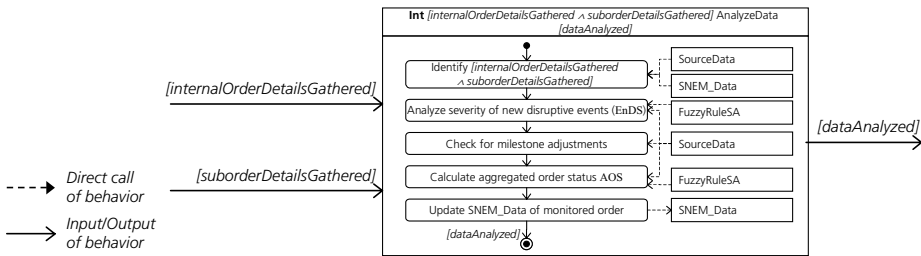 Int [internalOrderDetailsGathered ∧ suborderDetailsGathered] AnalyzeData
[dataAnalyzed]
Identify [internalOrderDetailsGathered
∧ suborderDetailsGathered]
SourceData
SNEM_Data
[internalOrderDetailsGathered]
Analyze severity of new disruptive events (EnDS)
FuzzyRuleSA
Check for milestone adjustments
SourceData
[dataAnalyzed]
[suborderDetailsGathered]
Calculate aggregated order status AOS
FuzzyRuleSA
Direct call
of behavior
Update SNEM_Data of monitored order
SNEM_Data
Input/Output
of behavior
[dataAnalyzed]